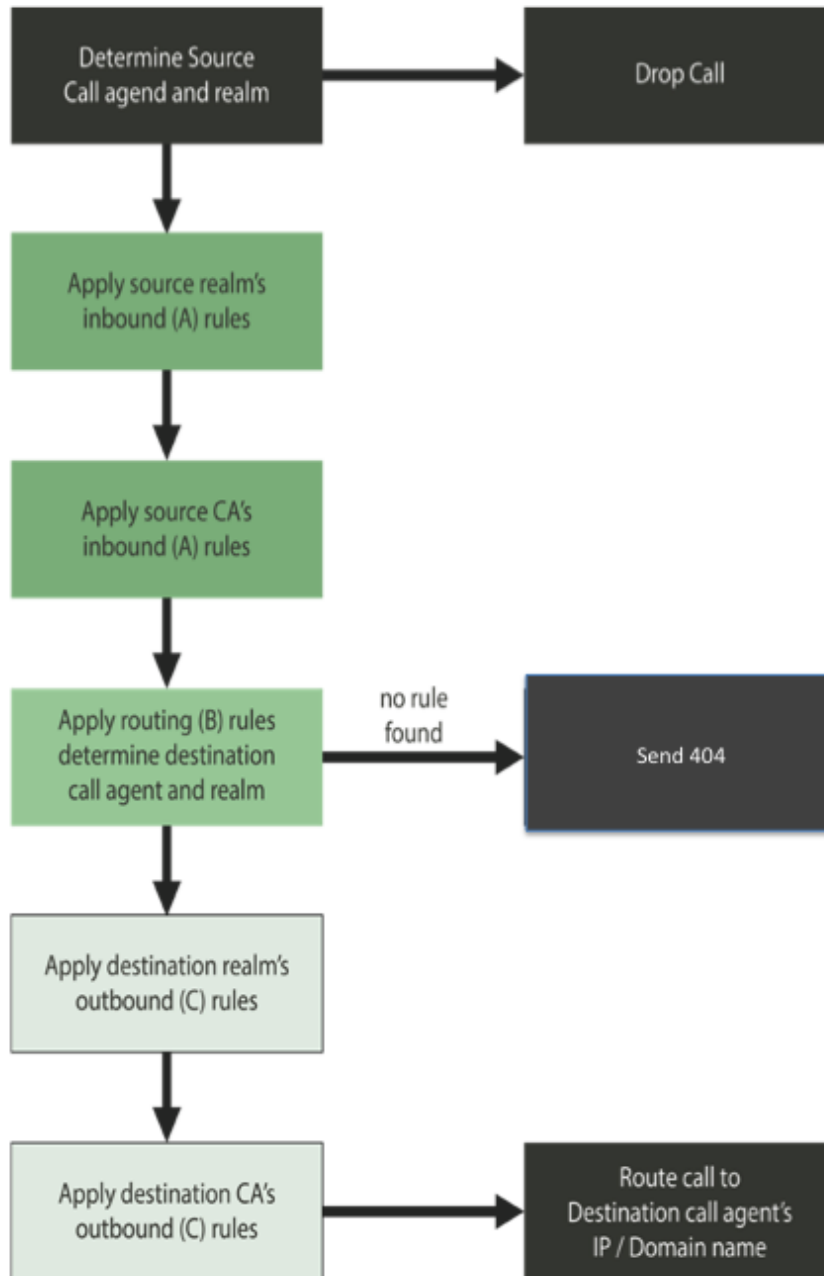 Determine Source
Call agend and realm
Drop Call
Apply source realm's
inbound (A) rules
Apply source CA's
inbound (A) rules
Apply routing (B) rules
determine destination
call agent and realm
no rule
found
Send 404
Apply destination realm's
outbound (C) rules
Apply destination CA's
outbound (C) rules
Route call to
Destination call agent's
IP / Domain name